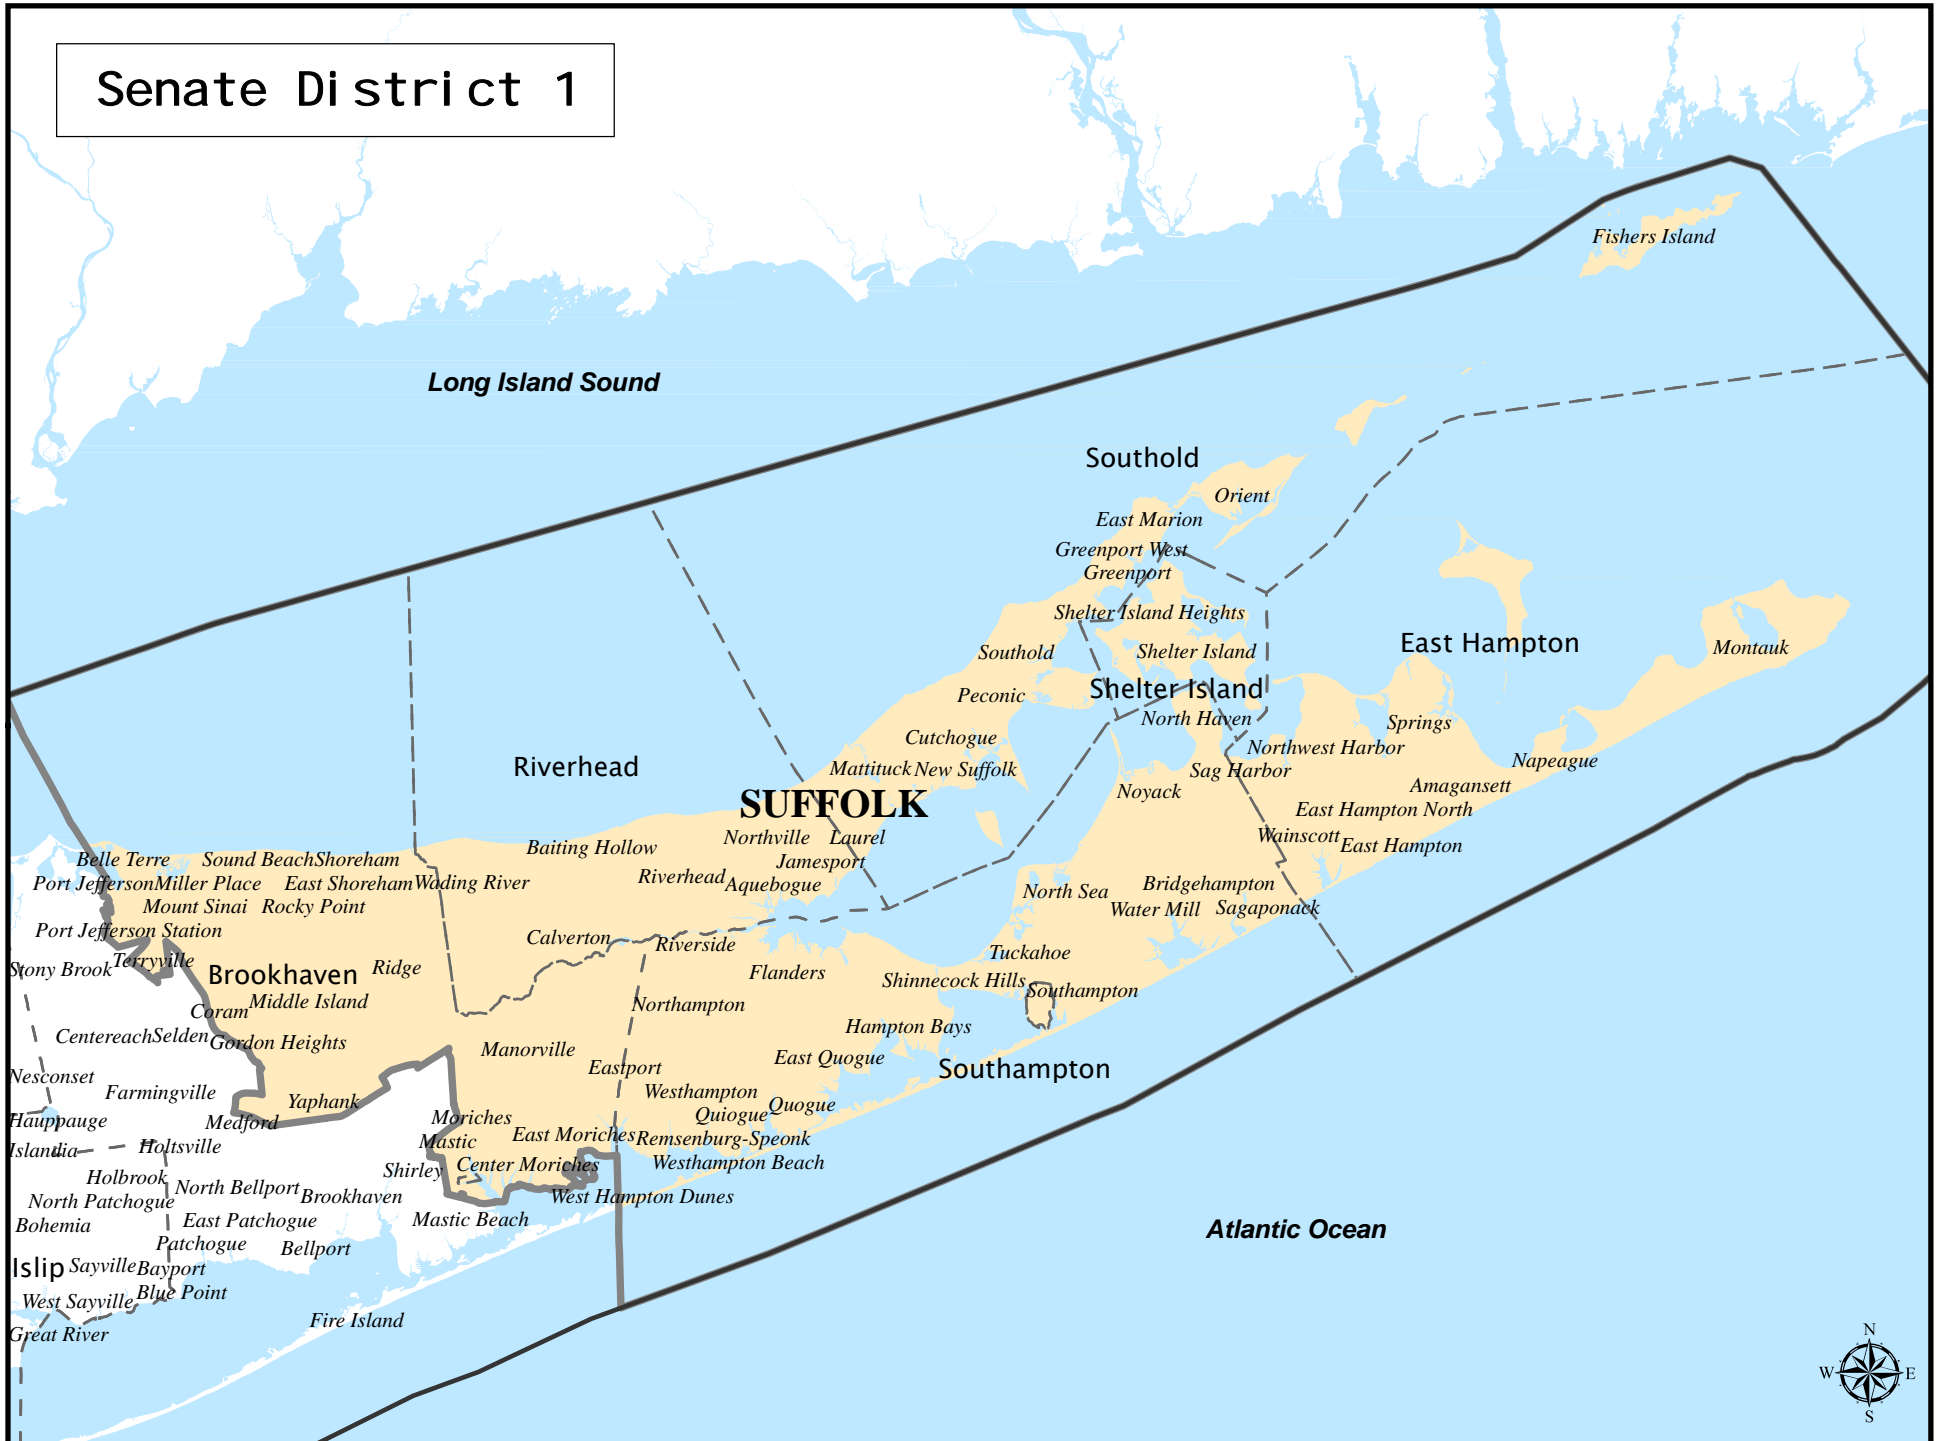 Senate District 1
Fishers Island
Long Island Sound
Southold
Orient
East Marion
Greenport West
Greenport
Shelter Island Heights
East Hampton
Southold
Shelter Island
Montauk
Shelter Island
Peconic
North Haven
Springs
Cutchogue
Northwest Harbor
Riverhead
Mattituck
New Suffolk
Sag Harbor
Napeague
Noyack
Amagansett
SUFFOLK
East Hampton North
Northville
Laurel
Wainscott
East Hampton
Baiting Hollow
Belle Terre
Sound Beach
Shoreham
Jamesport
Port Jefferson
Miller Place
East Shoreham
Wading River
Riverhead
Aquebogue
North Sea
Bridgehampton
Mount Sinai
Rocky Point
Water Mill
Sagaponack
Port Jefferson Station
Calverton
Riverside
Tuckahoe
Stony Brook
Terryville
Brookhaven
Ridge
Flanders
Shinnecock Hills
Southampton
Middle Island
Coram
Northampton
Hampton Bays
Centereach
Selden
Gordon Heights
Manorville
East Quogue
Eastport
Southampton
Nesconset
Farmingville
Yaphank
Westhampton
Quogue
Hauppauge
Medford
Moriches
Quiogue
Islandia
Holtsville
Mastic
East Moriches
Remsenburg-Speonk
Shirley
Center Moriches
Westhampton Beach
Holbrook
North Bellport
Brookhaven
West Hampton Dunes
North Patchogue
Bohemia
East Patchogue
Mastic Beach
Atlantic Ocean
Patchogue
Bellport
Islip
Sayville
Bayport
Blue Point
West Sayville
Fire Island
Great River
N
W
E
S